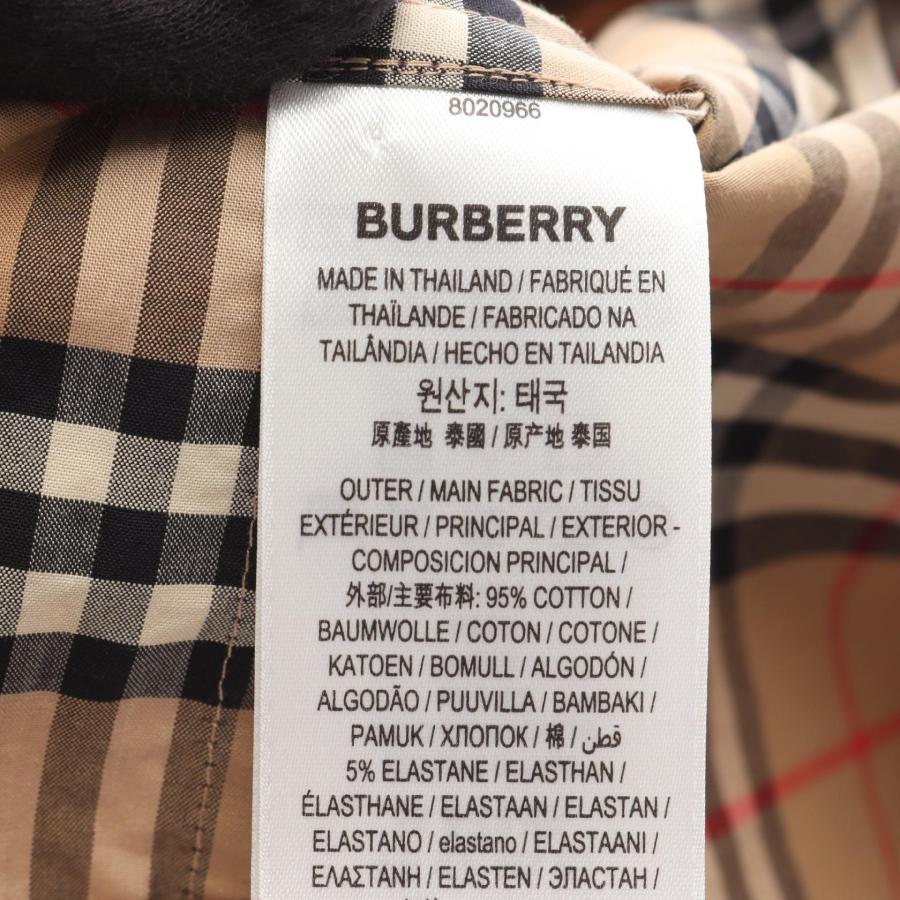 8020966
BURBERRY
MADE IN THAILAND / FABRIQUÉ EN
THAÏLANDE / FABRICADO NA
TAILÂNDIA / HECHO EN TAILANDIA
원산지: 태국
原產地 泰國 / 原产地 泰国
OUTER / MAIN FABRIC / TISSU
EXTÉRIEUR / PRINCIPAL / EXTERIOR -
COMPOSICION PRINCIPAL /
外部/主要布料: 95% COTTON /
BAUMWOLLE / COTON / COTONE /
KATOEN / BOMULL / ALGODÓN /
ALGODÃO / PUUVILLA / BAMBAKI /
PAMUK / ХЛОПОК / 棉 / قطن
5% ELASTANE / ELASTHAN /
ÉLASTHANE / ELASTAAN / ELASTAN /
ELASTANO / elastano / ELASTAANI /
ΕΛΑΣΤΑΝΗ / ELASTEN / ЭЛАСТАН /